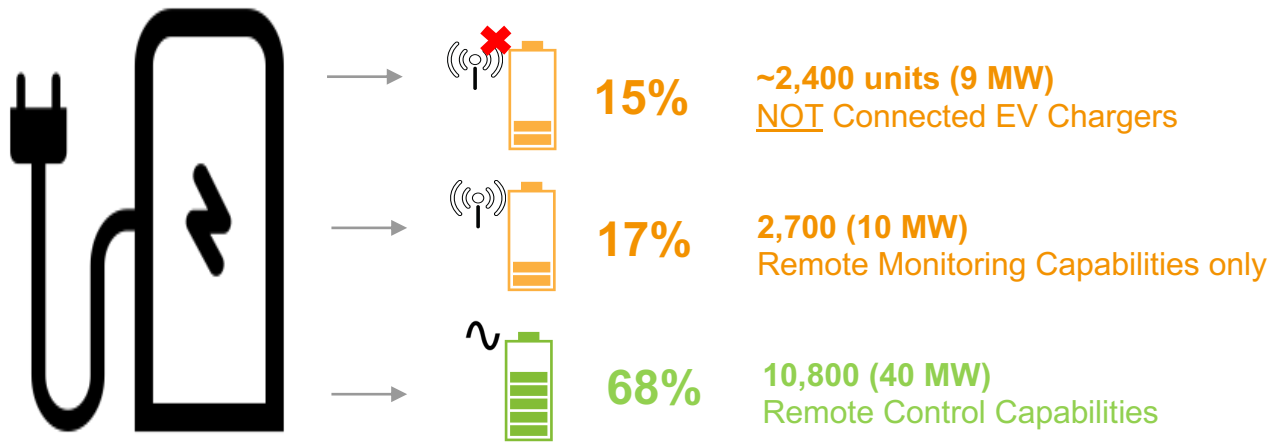 15%
~2,400 units (9 MW)
NOT Connected EV Chargers
17%
2,700 (10 MW)
Remote Monitoring Capabilities only
68%
10,800 (40 MW)
Remote Control Capabilities